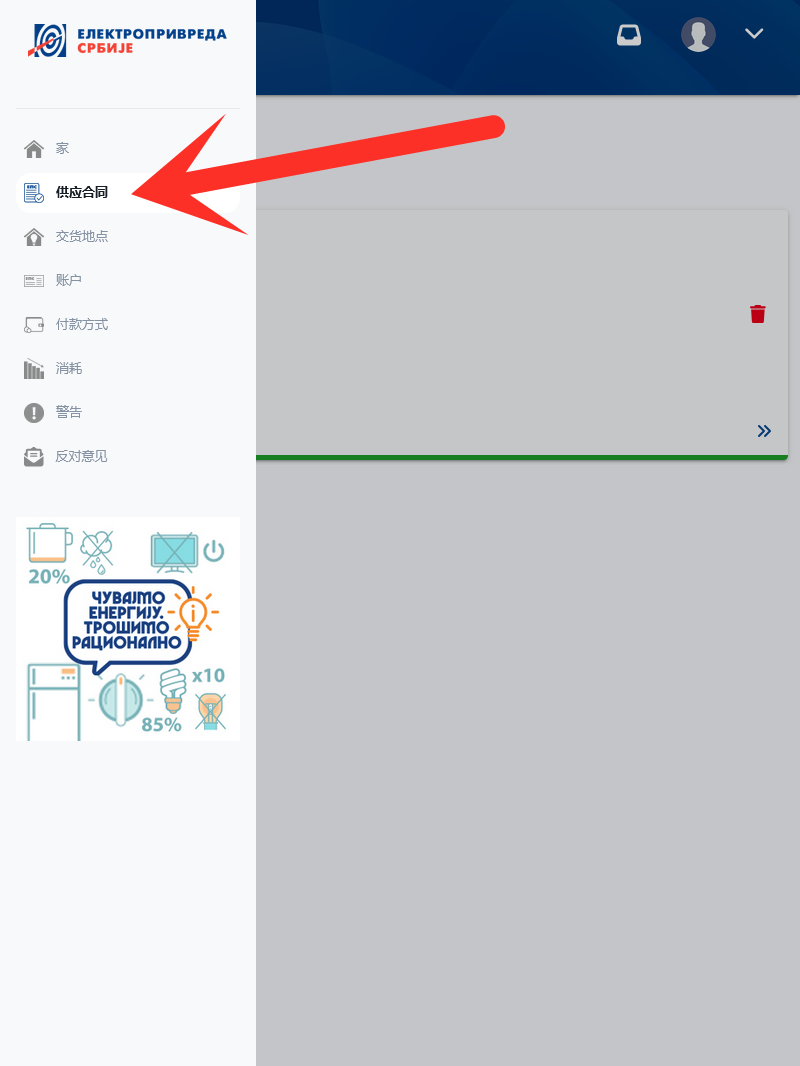 ЕЛЕКТРОПРИВРЕДА
СРБИЈЕ
家
供应合同
交货地点
账户
付款方式
消耗
警告
反对意见
20%
ЧУВАЈМО
ЕНЕРГИЈУ.
ТРОШИМО
РАЦИОНАЛНО
x10
85%